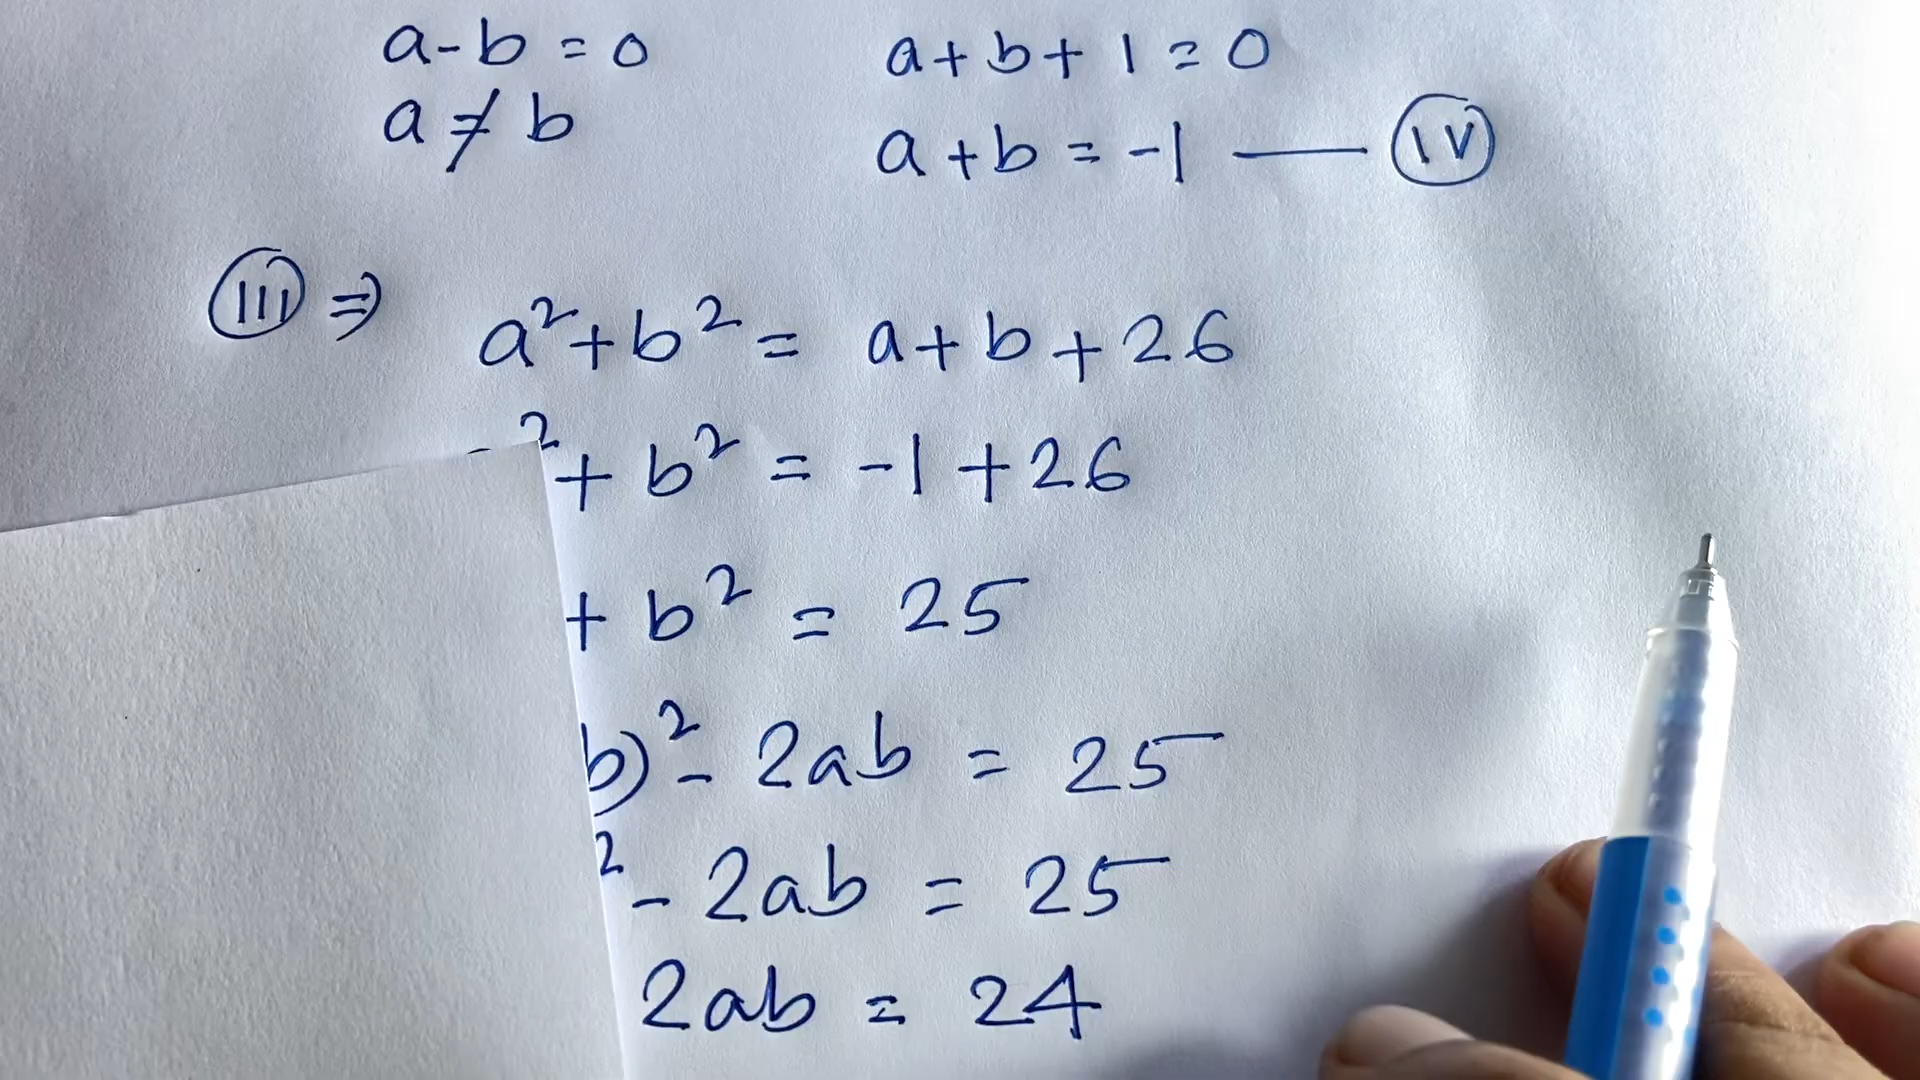 a-b=0
a≠b
a+b+1=0
a+b=-1 — IV
III ⇒ a²+b² = a+b+26
²+b² = -1+26
+b² = 25
b)²- 2ab = 25
²- 2ab = 25
2ab = 24